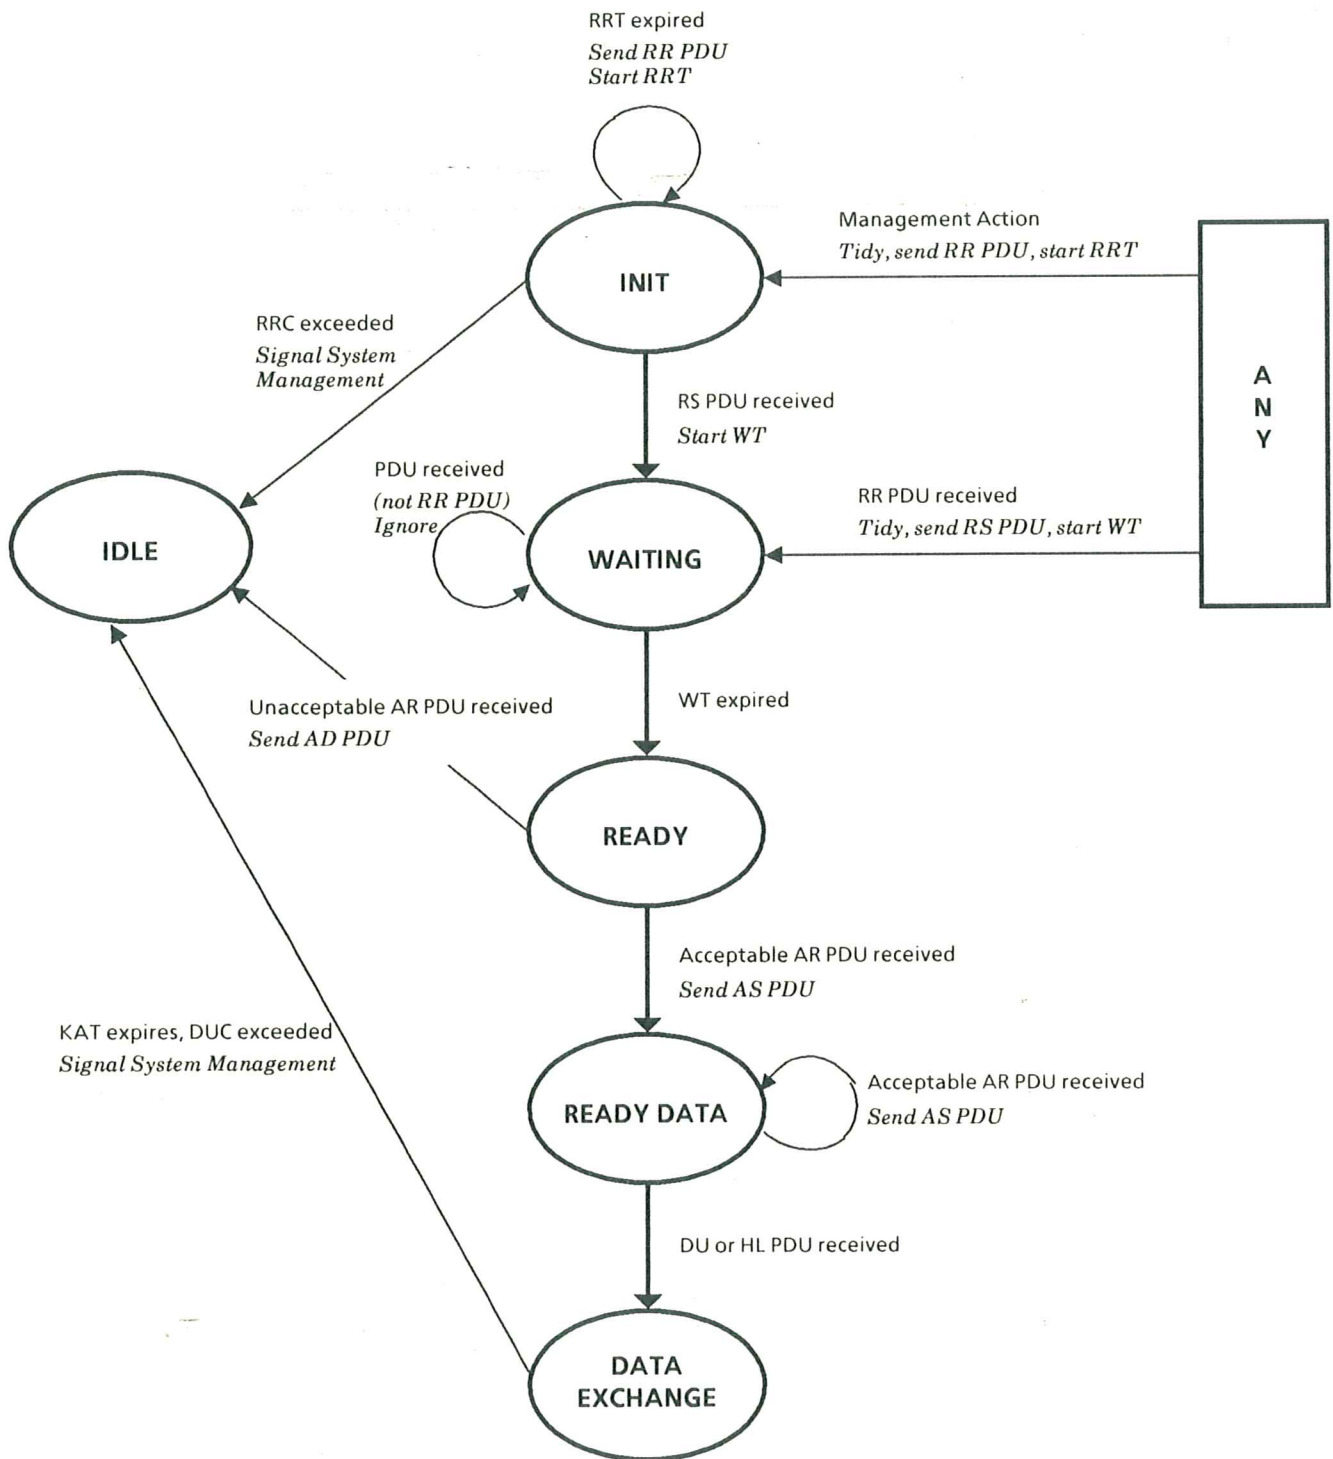 RRT expired
Send RR PDU
Start RRT
Management Action
Tidy, send RR PDU, start RRT
INIT
RRC exceeded
Signal System
Management
A
N
Y
RS PDU received
Start WT
PDU received
(not RR PDU)
Ignore
RR PDU received
Tidy, send RS PDU, start WT
IDLE
WAITING
Unacceptable AR PDU received
Send AD PDU
WT expired
READY
Acceptable AR PDU received
Send AS PDU
KAT expires, DUC exceeded
Signal System Management
Acceptable AR PDU received
Send AS PDU
READY DATA
DU or HL PDU received
DATA
EXCHANGE